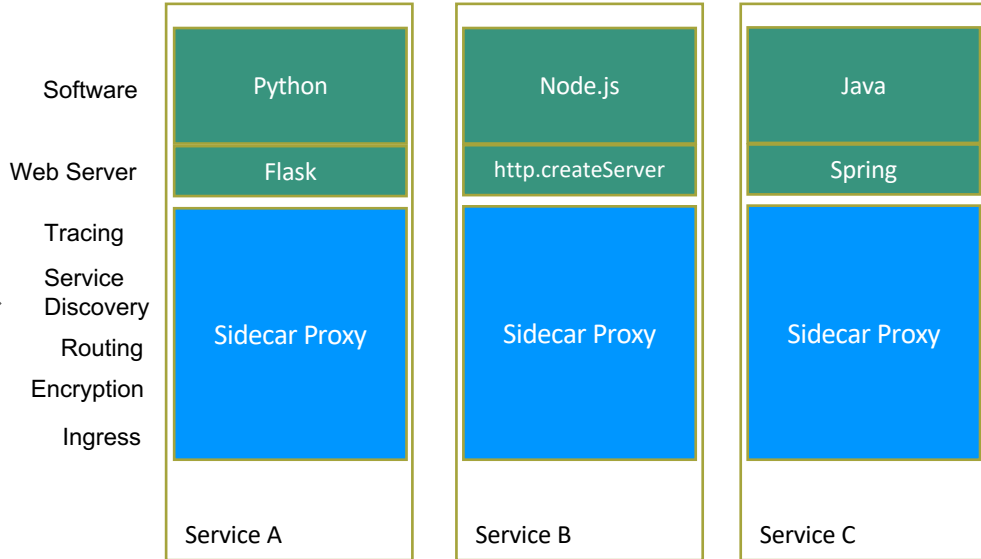 Software
Python
Node.js
Java
Web Server
Flask
http.createServer
Spring
Tracing
Service
Discovery
Routing
Encryption
Ingress
Sidecar Proxy
Sidecar Proxy
Sidecar Proxy
Service A
Service B
Service C